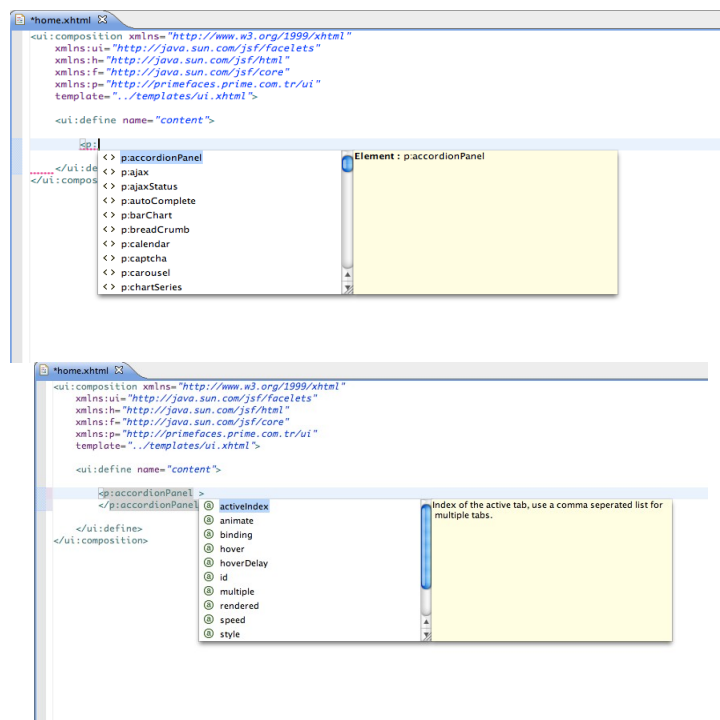 *home.xhtml
<ui:composition xmlns="http://www.w3.org/1999/xhtml"
xmlns:ui="http://java.sun.com/jsf/facelets"
xmlns:h="http://java.sun.com/jsf/html"
xmlns:f="http://java.sun.com/jsf/core"
xmlns:p="http://primefaces.prime.com.tr/ui"
template="../templates/ui.xhtml">
<ui:define name="content">
<p:
</ui:de
</ui:compos
<> p:accordionPanel
<> p:ajax
<> p:ajaxStatus
<> p:autoComplete
<> p:barChart
<> p:breadCrumb
<> p:calendar
<> p:captcha
<> p:carousel
<> p:chartSeries
Element : p:accordionPanel
*home.xhtml
<ui:composition xmlns="http://www.w3.org/1999/xhtml"
xmlns:ui="http://java.sun.com/jsf/facelets"
xmlns:h="http://java.sun.com/jsf/html"
xmlns:f="http://java.sun.com/jsf/core"
xmlns:p="http://primefaces.prime.com.tr/ui"
template="../templates/ui.xhtml">
<ui:define name="content">
<p:accordionPanel >
</p:accordionPanel
</ui:define>
</ui:composition>
@ activeIndex
@ animate
@ binding
@ hover
@ hoverDelay
@ id
@ multiple
@ rendered
@ speed
@ style
Index of the active tab, use a comma seperated list for
multiple tabs.